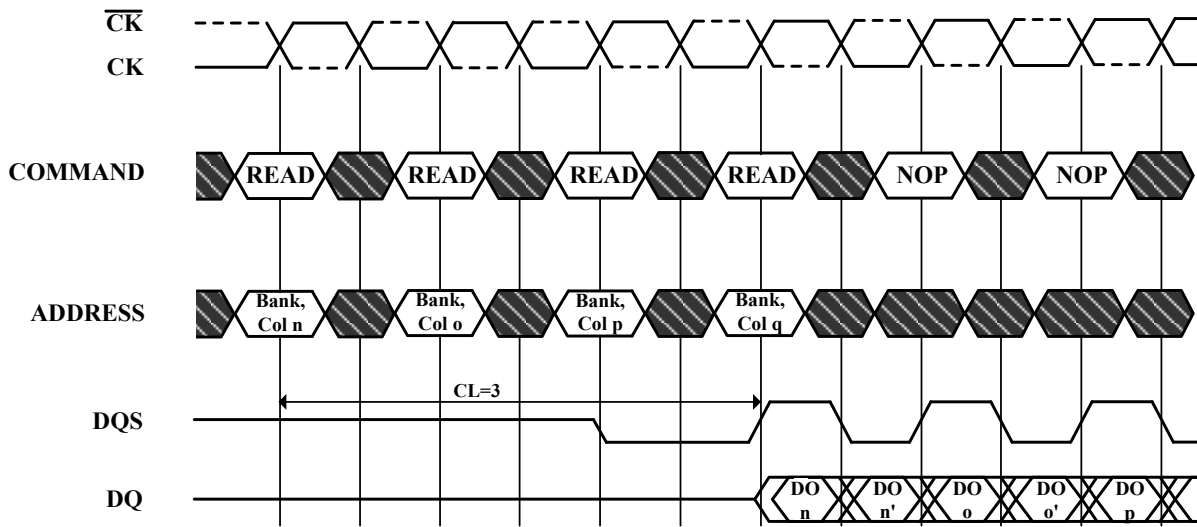 CK
CK
COMMAND
READ
READ
READ
READ
NOP
NOP
ADDRESS
Bank,
Col n
Bank,
Col o
Bank,
Col p
Bank,
Col q
CL=3
DQS
DQ
DO
n
DO
n'
DO
o
DO
o'
DO
p